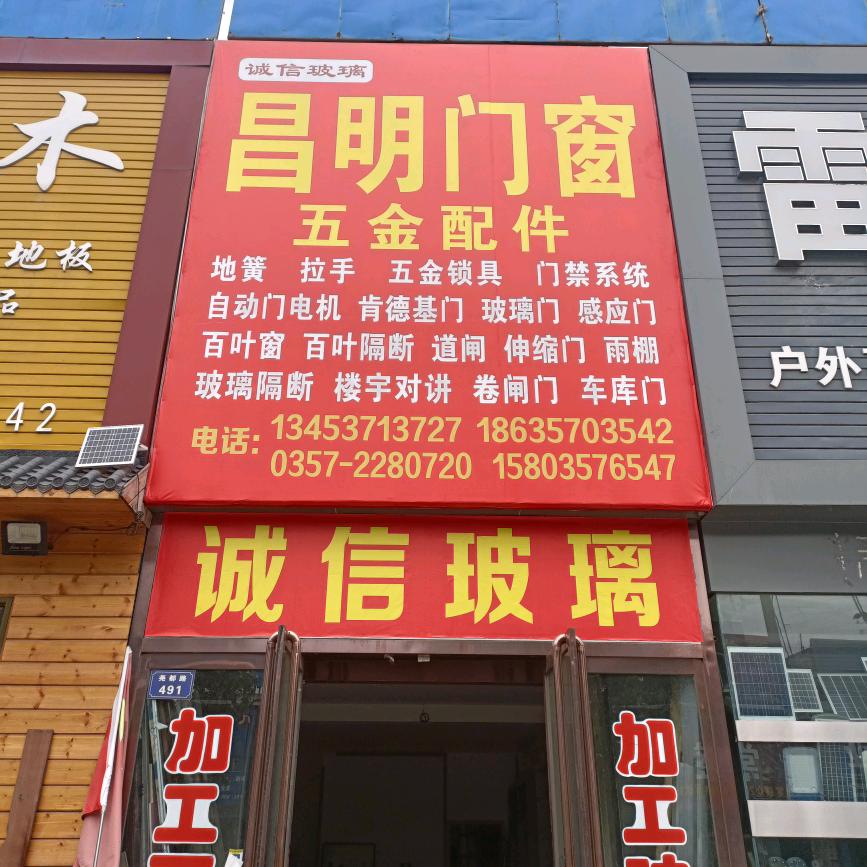 诚信玻璃
昌明门窗
五金配件
地簧 拉手 五金锁具 门禁系统
自动门电机 肯德基门 玻璃门 感应门
百叶窗 百叶隔断 道闸 伸缩门 雨棚
玻璃隔断 楼宇对讲 卷闸门 车库门
电话: 13453713727 18635703542
0357-2280720 15803576547
诚信玻璃
尧都路
491
加工
加工
木
地板
品
42
雷
户外